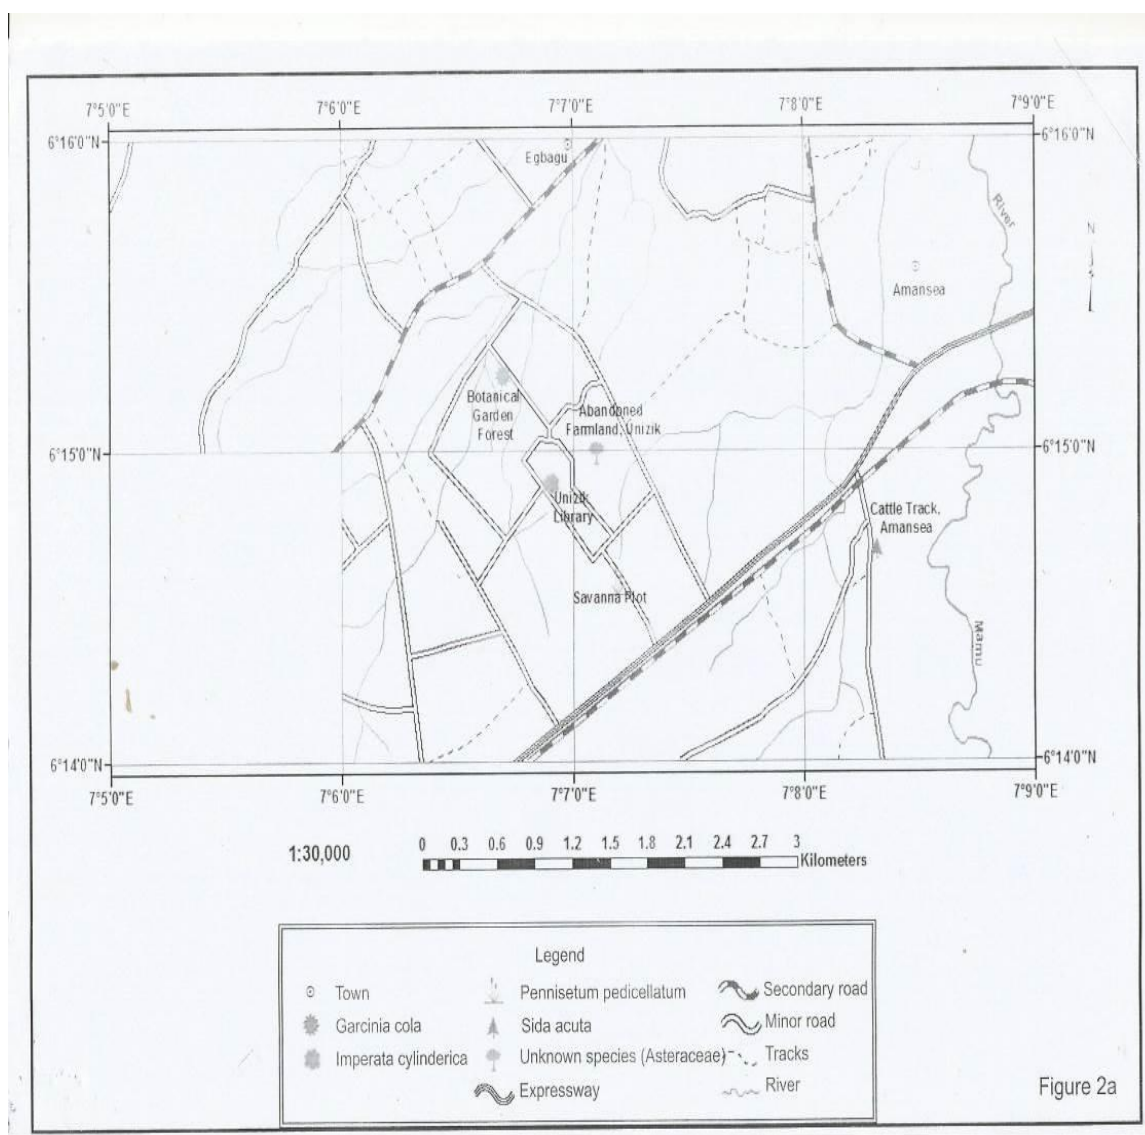 7°5'0"E 7°6'0"E 7°7'0"E 7°8'0"E 7°9'0"E
6°16'0"N 6°16'0"N
Egbagu
River
N
Amansea
Botanical
Garden
Forest
Abandoned
Farmland, Unizik
6°15'0"N 6°15'0"N
Unizik
Library
Cattle Track,
Amansea
Savanna Plot
Mamu
6°14'0"N 6°14'0"N
7°5'0"E 7°6'0"E 7°7'0"E 7°8'0"E 7°9'0"E
1:30,000
0 0.3 0.6 0.9 1.2 1.5 1.8 2.1 2.4 2.7 3
Kilometers
Legend
Town
Garcinia cola
Imperata cylinderica
Pennisetum pedicellatum
Sida acuta
Unknown species (Asteraceae)
Expressway
Secondary road
Minor road
Tracks
River
Figure 2a